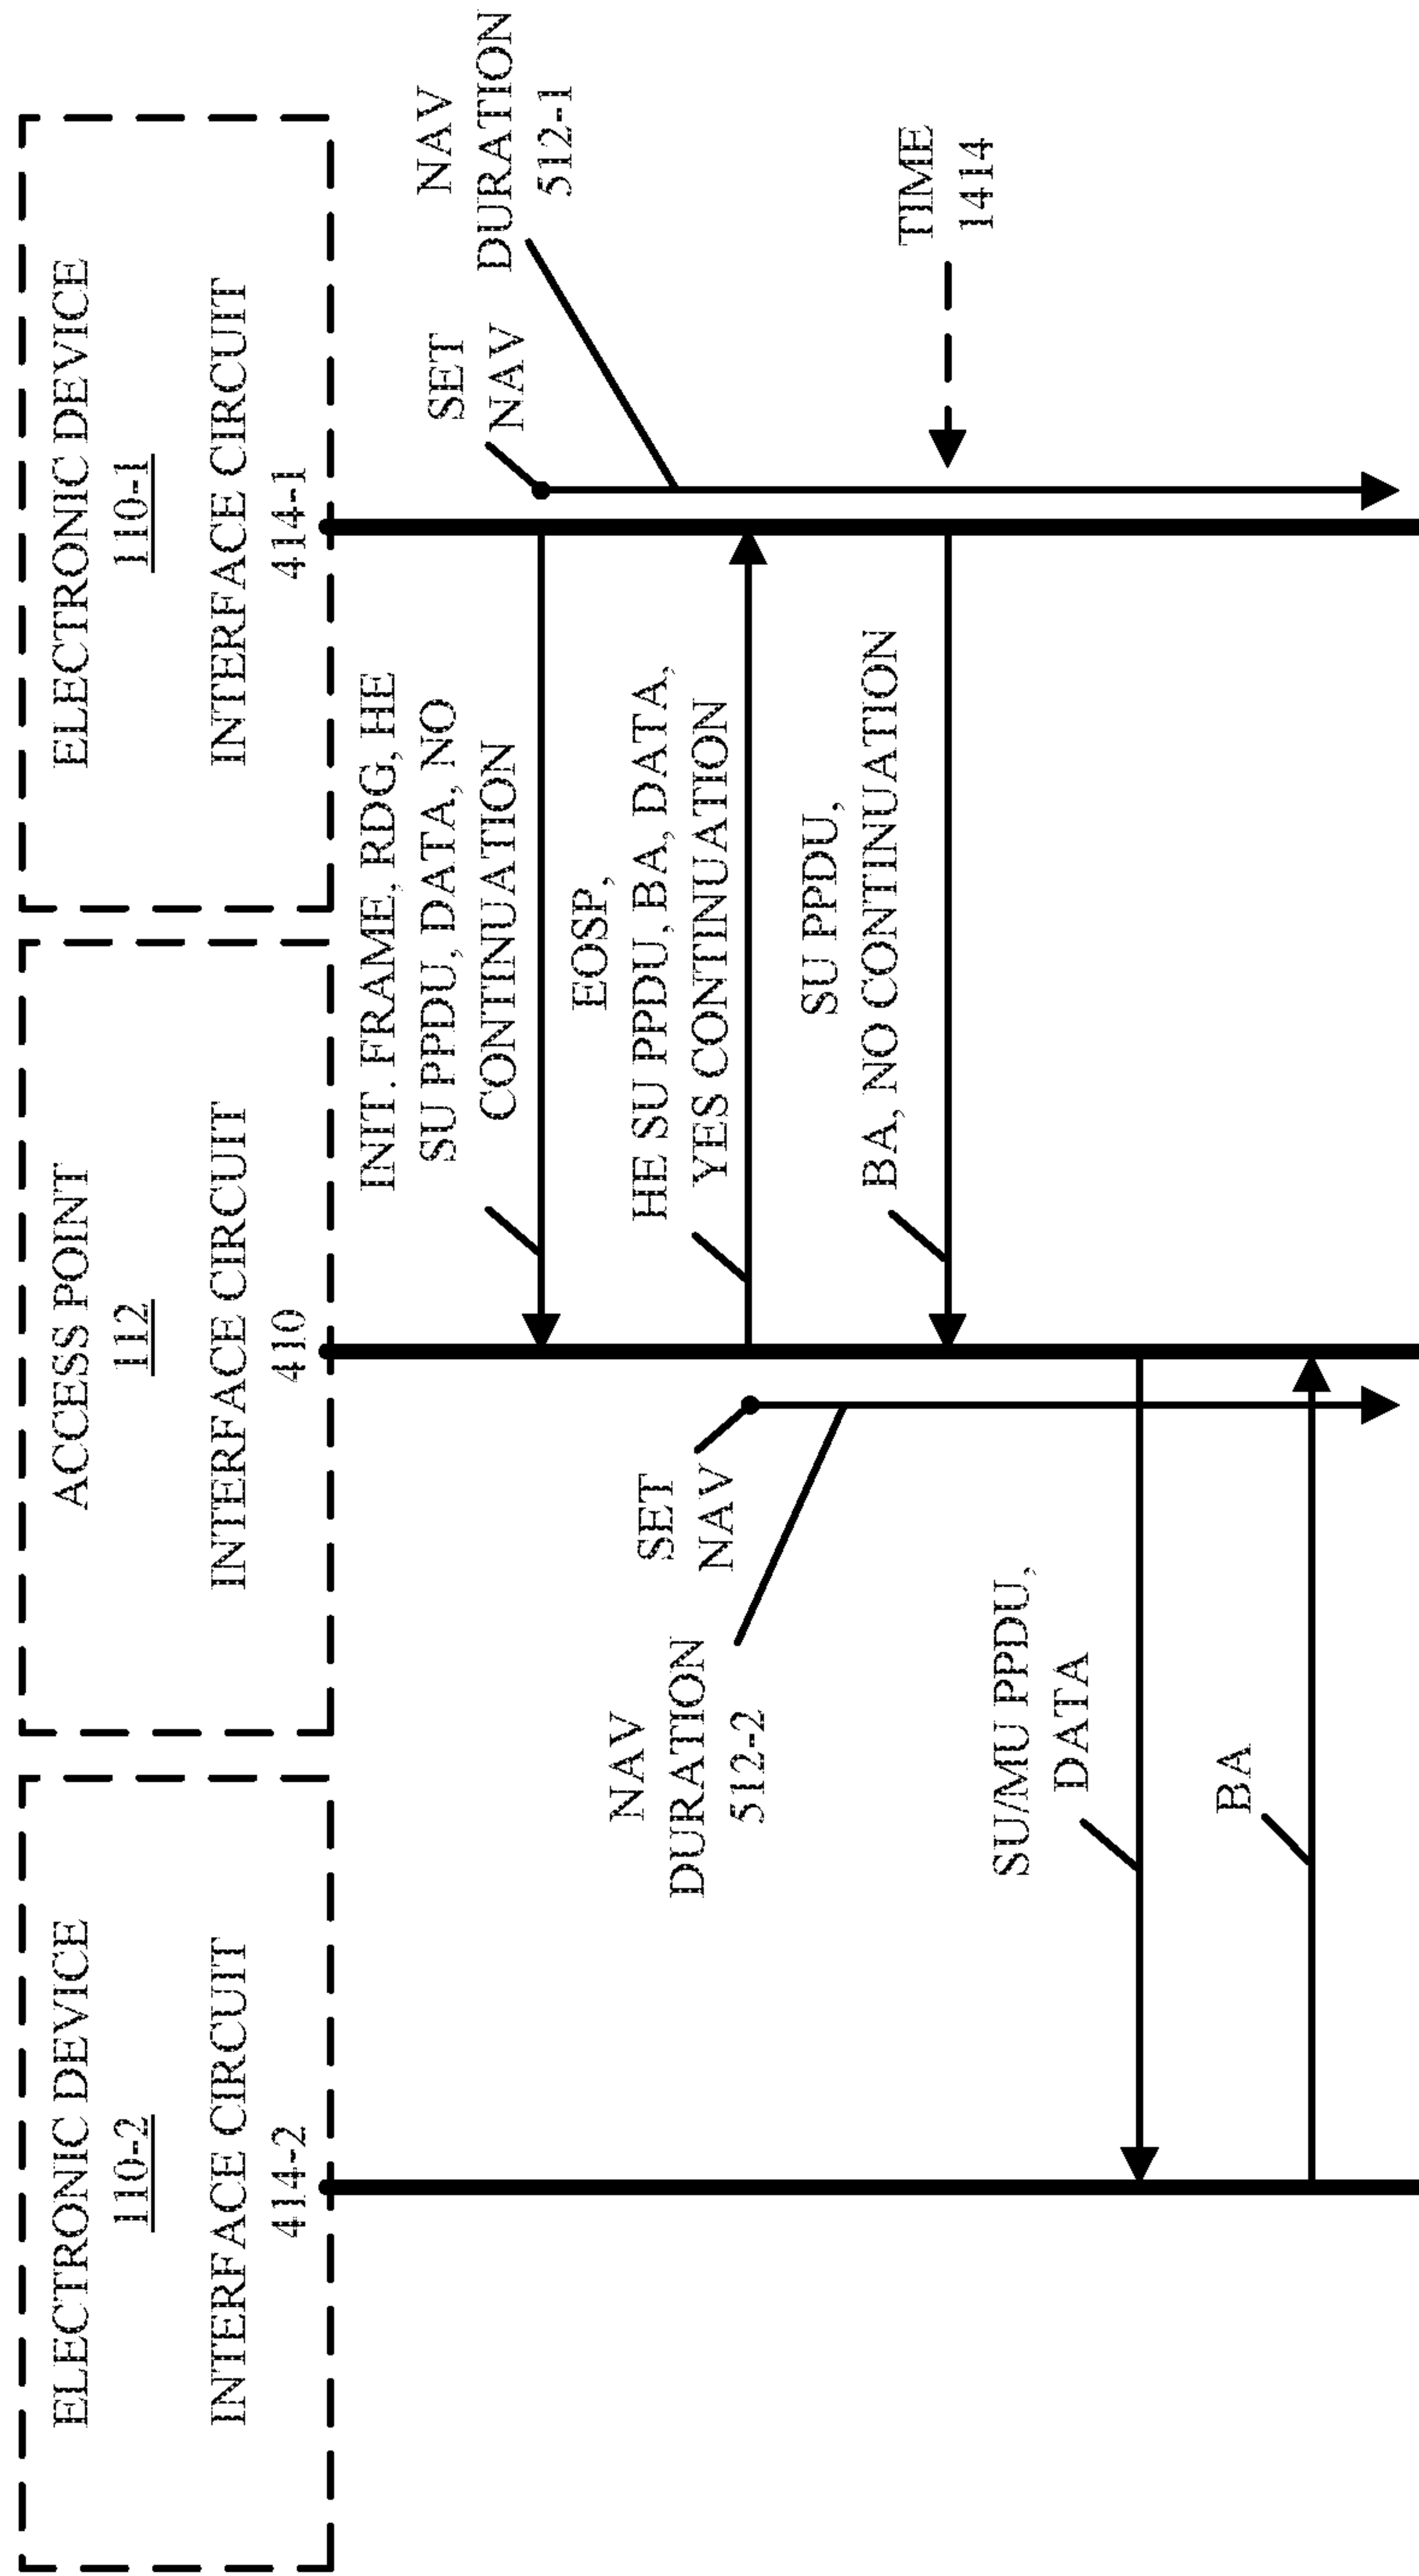 ELECTRONIC DEVICE
110-2
INTERFACE CIRCUIT
414-2
ACCESS POINT
112
INTERFACE CIRCUIT
410
ELECTRONIC DEVICE
110-1
INTERFACE CIRCUIT
414-1
INIT. FRAME, RDG, HE
SU PPDU, DATA, NO
CONTINUATION
SET
NAV
NAV
DURATION
512-1
EOSP,
HE SU PPDU, BA, DATA,
YES CONTINUATION
SET
NAV
NAV
DURATION
512-2
SU PPDU,
BA, NO CONTINUATION
TIME
1414
SU/MU PPDU,
DATA
BA